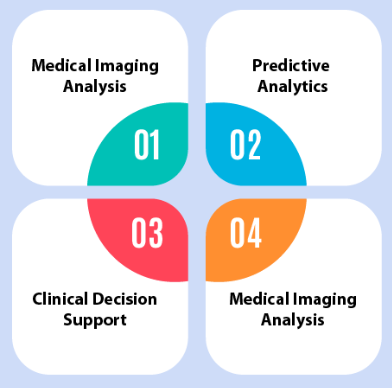 Medical Imaging
Analysis
01
Predictive
Analytics
02
03
Clinical Decision
Support
04
Medical Imaging
Analysis